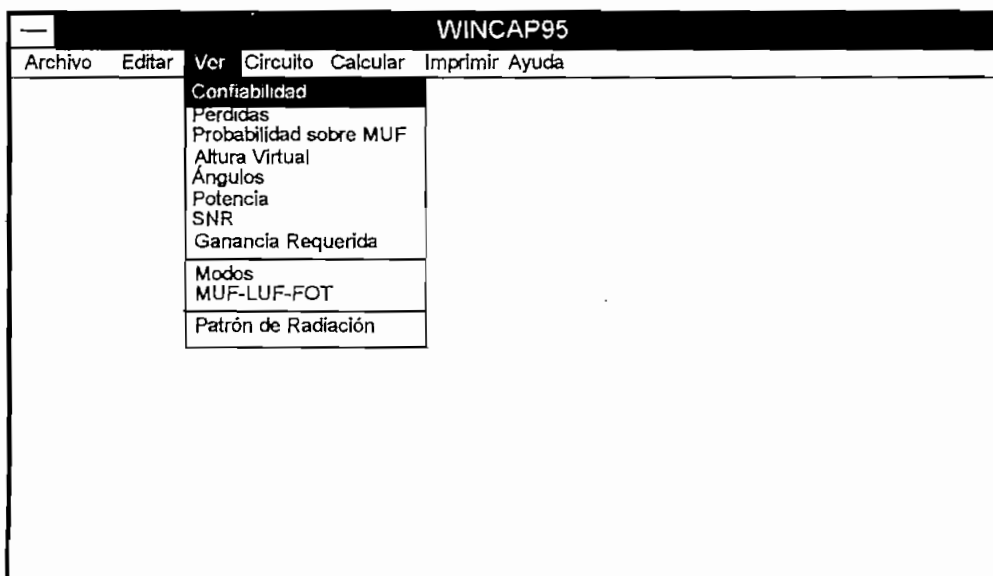 WINCAP95
Archivo Editar Ver Circuito Calcular Imprimir Ayuda
Confiabilidad
Pérdidas
Probabilidad sobre MUF
Altura Virtual
Ángulos
Potencia
SNR
Ganancia Requerida
Modos
MUF-LUF-FOT
Patrón de Radiación